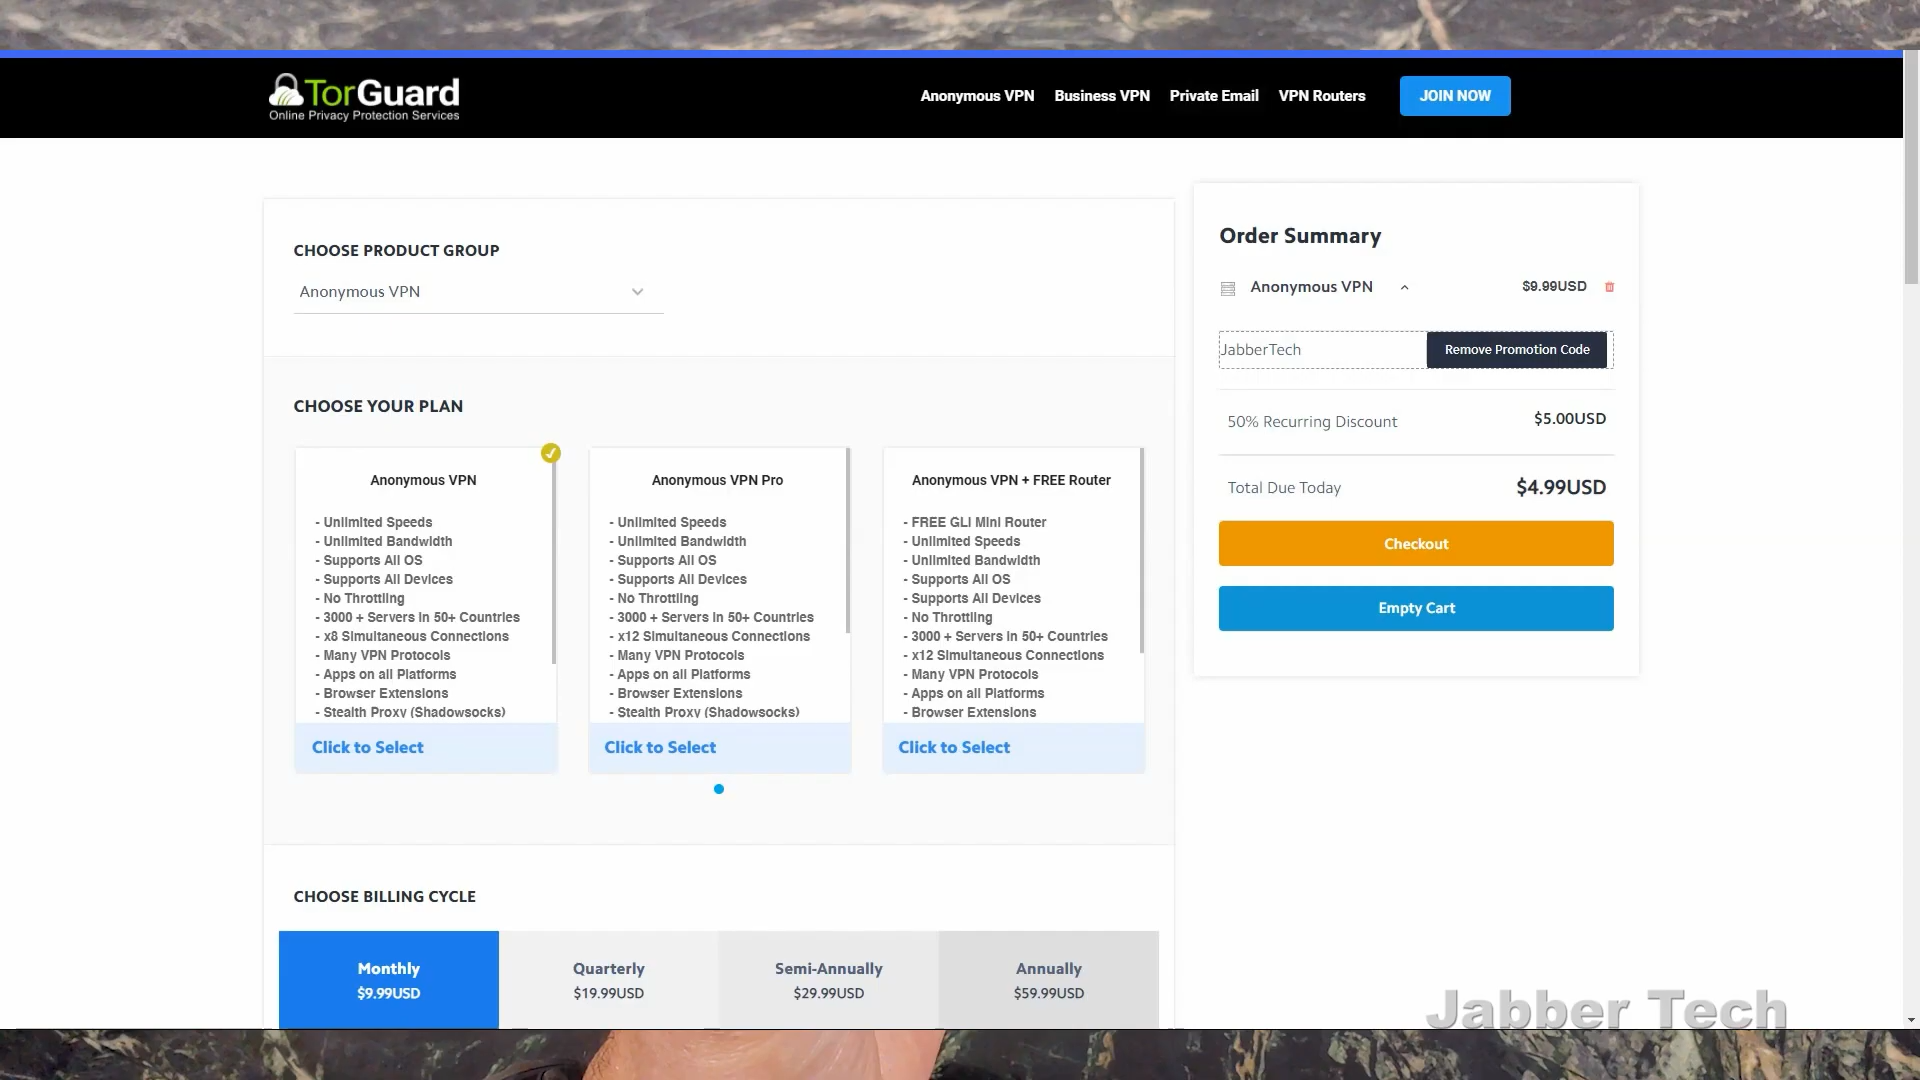 TorGuard
Online Privacy Protection Services
Anonymous VPN
Business VPN
Private Email
VPN Routers
JOIN NOW
CHOOSE PRODUCT GROUP
Anonymous VPN
CHOOSE YOUR PLAN
Anonymous VPN
- Unlimited Speeds
- Unlimited Bandwidth
- Supports All OS
- Supports All Devices
- No Throttling
- 3000 + Servers in 50+ Countries
- x8 Simultaneous Connections
- Many VPN Protocols
- Apps on all Platforms
- Browser Extensions
- Stealth Proxy (Shadowsocks)
Click to Select
Anonymous VPN Pro
- Unlimited Speeds
- Unlimited Bandwidth
- Supports All OS
- Supports All Devices
- No Throttling
- 3000 + Servers in 50+ Countries
- x12 Simultaneous Connections
- Many VPN Protocols
- Apps on all Platforms
- Browser Extensions
- Stealth Proxy (Shadowsocks)
Click to Select
Anonymous VPN + FREE Router
- FREE GLI Mini Router
- Unlimited Speeds
- Unlimited Bandwidth
- Supports All OS
- Supports All Devices
- No Throttling
- 3000 + Servers in 50+ Countries
- x12 Simultaneous Connections
- Many VPN Protocols
- Apps on all Platforms
- Browser Extensions
Click to Select
CHOOSE BILLING CYCLE
Monthly
$9.99USD
Quarterly
$19.99USD
Semi-Annually
$29.99USD
Annually
$59.99USD
Order Summary
Anonymous VPN $9.99USD
JabberTech Remove Promotion Code
50% Recurring Discount $5.00USD
Total Due Today $4.99USD
Checkout
Empty Cart
Jabber Tech